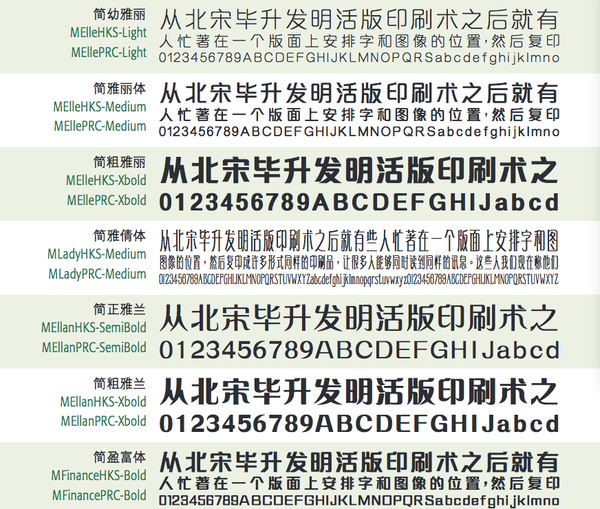 简幼雅丽
MElleHKS-Light
MEllePRC-Light
从北宋毕升发明活版印刷术之后就有
人忙著在一个版面上安排字和图像的位置，然后复印
0123456789ABCDEFGHIJKLMNOPQRSabcdefghijklmno
简雅丽体
MElleHKS-Medium
MEllePRC-Medium
从北宋毕升发明活版印刷术之后就有
人忙著在一个版面上安排字和图像的位置，然后复印
0123456789ABCDEFGHIJKLMNOPQRSabcdefghijklmno
简粗雅丽
MElleHKS-Xbold
MEllePRC-Xbold
从北宋毕升发明活版印刷术之
0123456789ABCDEFGHIJabcd
简雅倩体
MLadyHKS-Medium
MLadyPRC-Medium
从北宋毕升发明活版印刷术之后就有些人忙著在一个版面上安排字和图
图像的位置，然后复印成许多形式同样的印刷品，让很多人能够同时读到同样的讯息。这些人我们现在称他们
0123456789ABCDEFGHIJKLMNOPQRSTUVWXYZabcdefghijklmnopqrstuvwxyz0123456789ABCDEFGHIJKLMNOPQRSTUVWXYZ
简正雅兰
MEllanHKS-SemiBold
MEllanPRC-SemiBold
从北宋毕升发明活版印刷术之
0123456789ABCDEFGHIJabcd
简粗雅兰
MEllanHKS-Xbold
MEllanPRC-Xbold
从北宋毕升发明活版印刷术之
0123456789ABCDEFGHIJabcd
简盈富体
MFinanceHKS-Bold
MFinancePRC-Bold
从北宋毕升发明活版印刷术之后就有
人忙著在一个版面上安排字和图像的位置，然后复印
0123456789ABCDEFGHIJKLMNOPQRSabcdefghijklmno